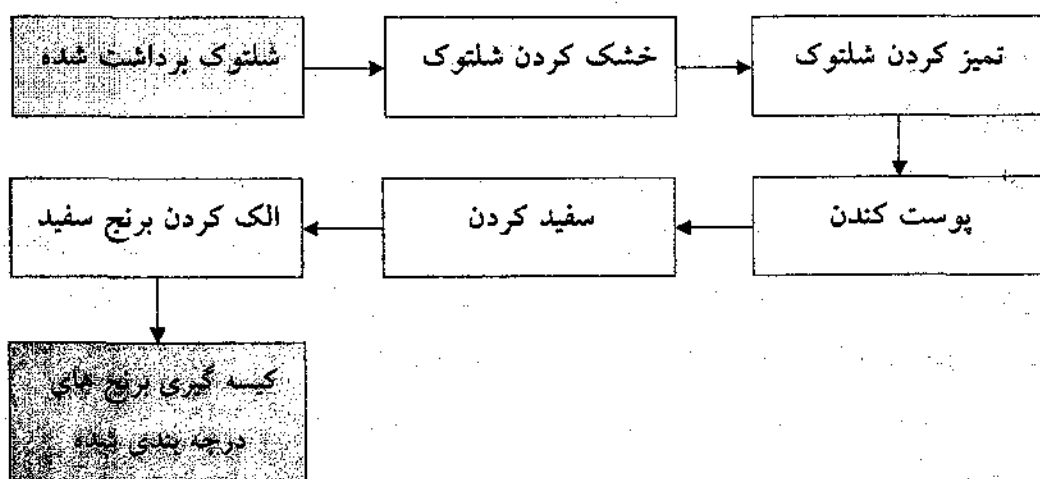 شلتوک برداشت شده
خشک کردن شلتوک
تمیز کردن شلتوک
پوست کندن
سفید کردن
الک کردن برنج سفید
کیسه گیری برنج های
درجه بندی شده